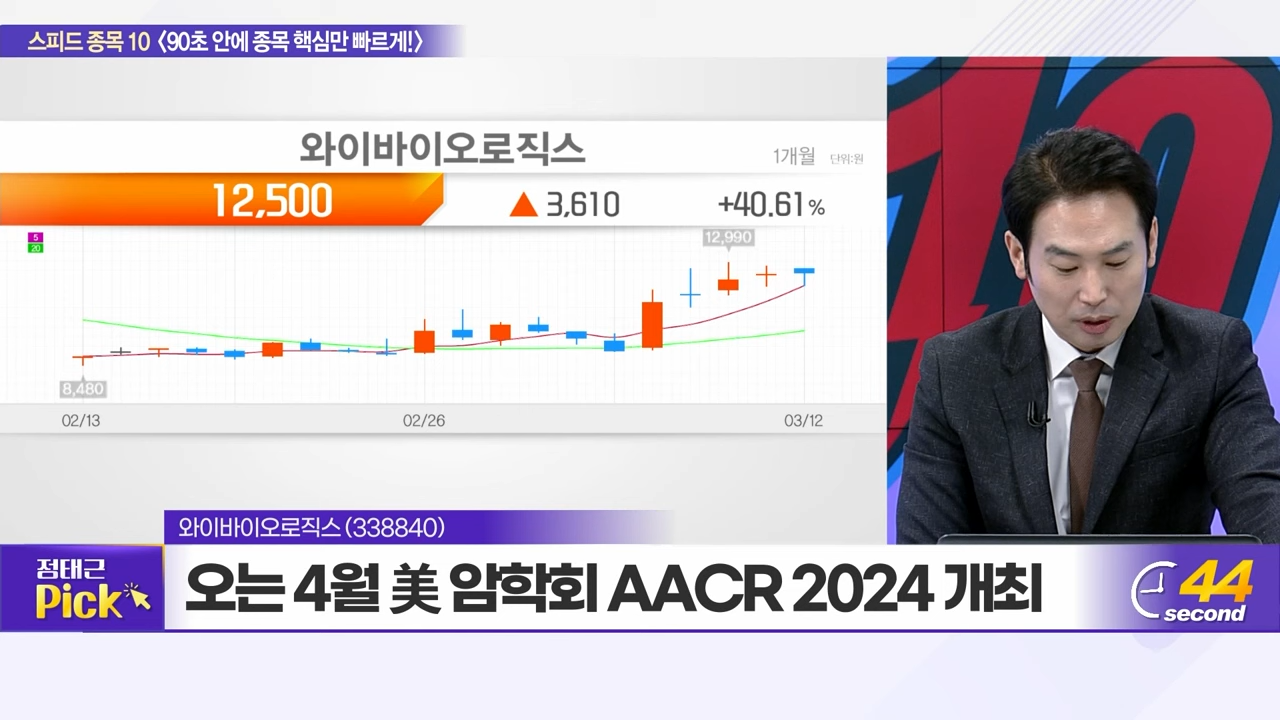 스피드 종목 10 〈90초 안에 종목 핵심만 빠르게!〉
와이바이오로직스
1개월 단위:원
12,500 ▲ 3,610 +40.61%
5
20
12,990
8,480
02/13 02/26 03/12
와이바이오로직스 (338840)
정태근
Pick
오는 4월 美 암학회 AACR 2024 개최
44
second